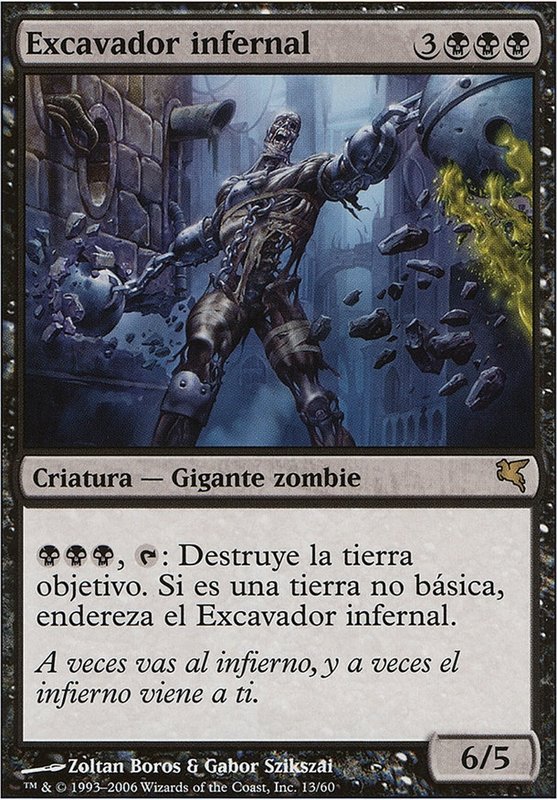 Excavador infernal 3
Criatura — Gigante zombie
, : Destruye la tierra
objetivo. Si es una tierra no básica,
endereza el Excavador infernal.
A veces vas al infierno, y a veces el
infierno viene a ti.
Zoltan Boros & Gabor Szikszai
6/5
™ & © 1993–2006 Wizards of the Coast, Inc. 13/60